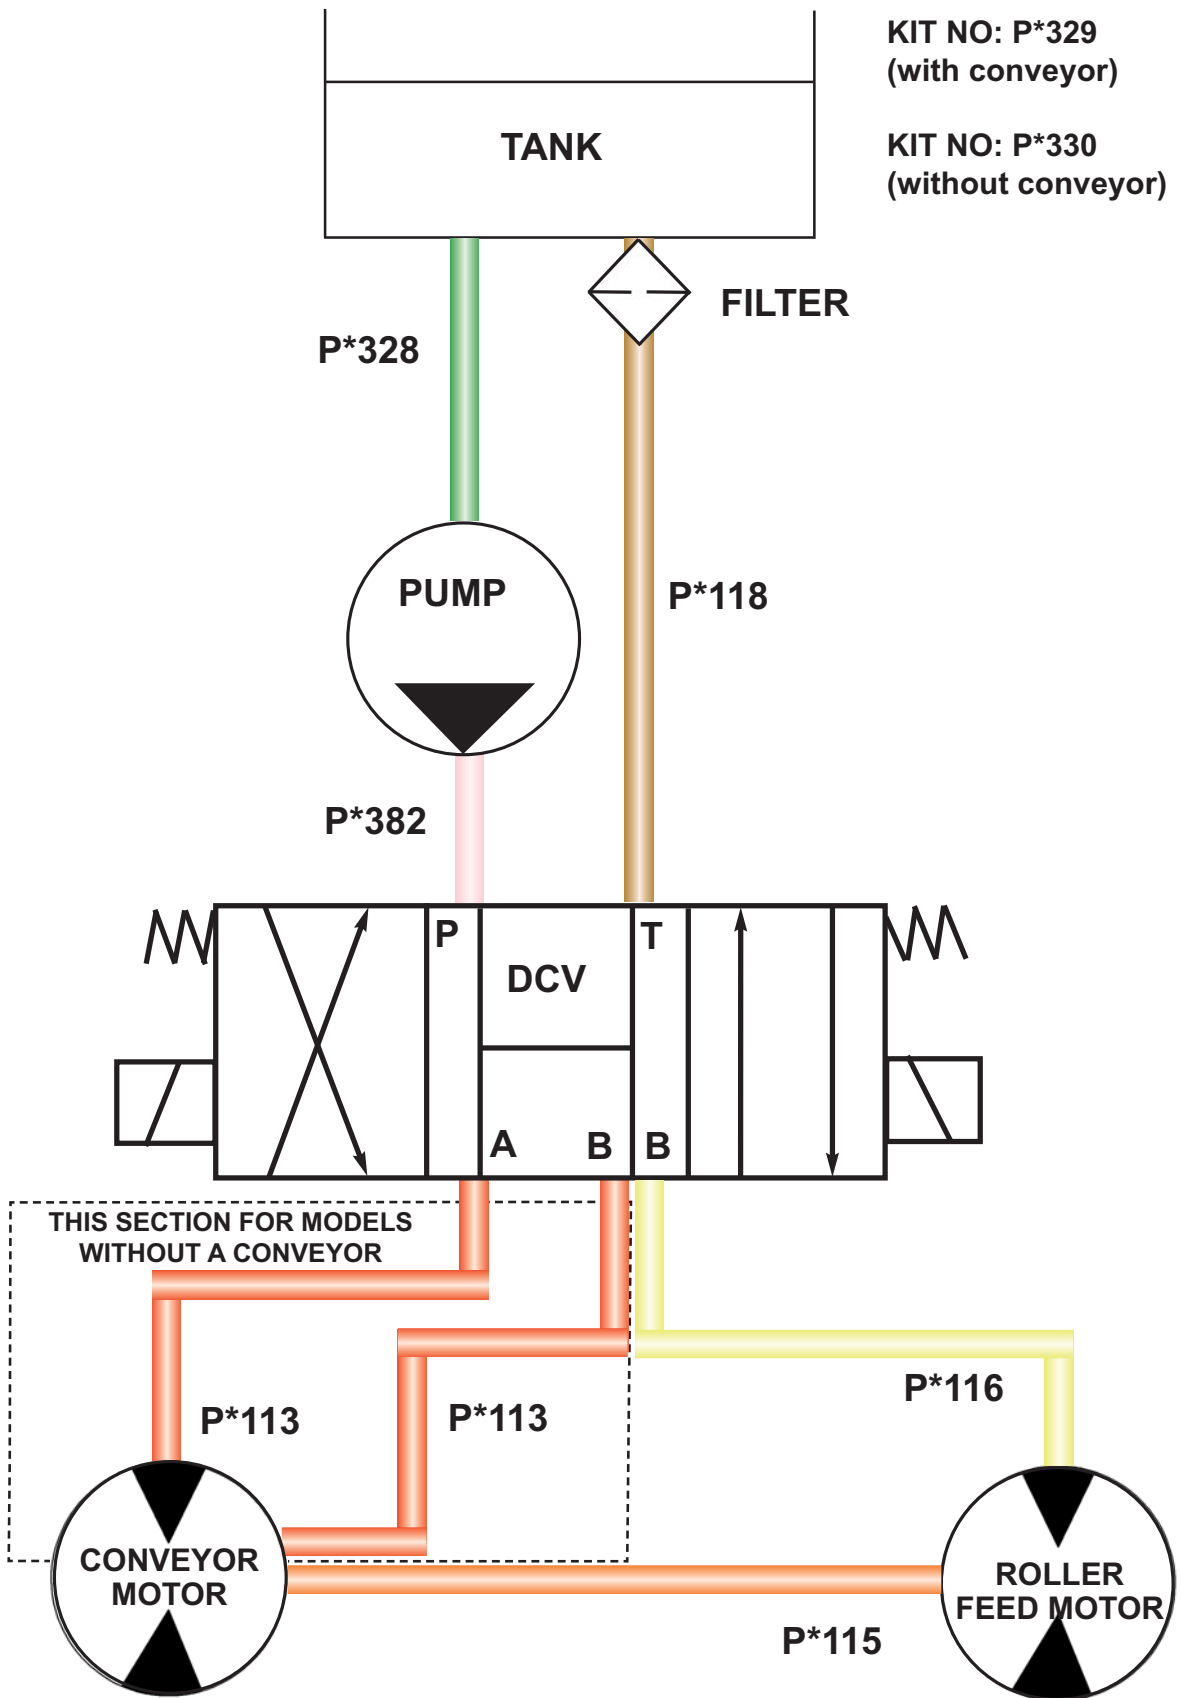 KIT NO: P*329
(with conveyor)
KIT NO: P*330
(without conveyor)
TANK
FILTER
P*328
PUMP
P*118
P*382
P
T
DCV
A
B
B
THIS SECTION FOR MODELS
WITHOUT A CONVEYOR
P*116
P*113
P*113
CONVEYOR
MOTOR
ROLLER
FEED MOTOR
P*115